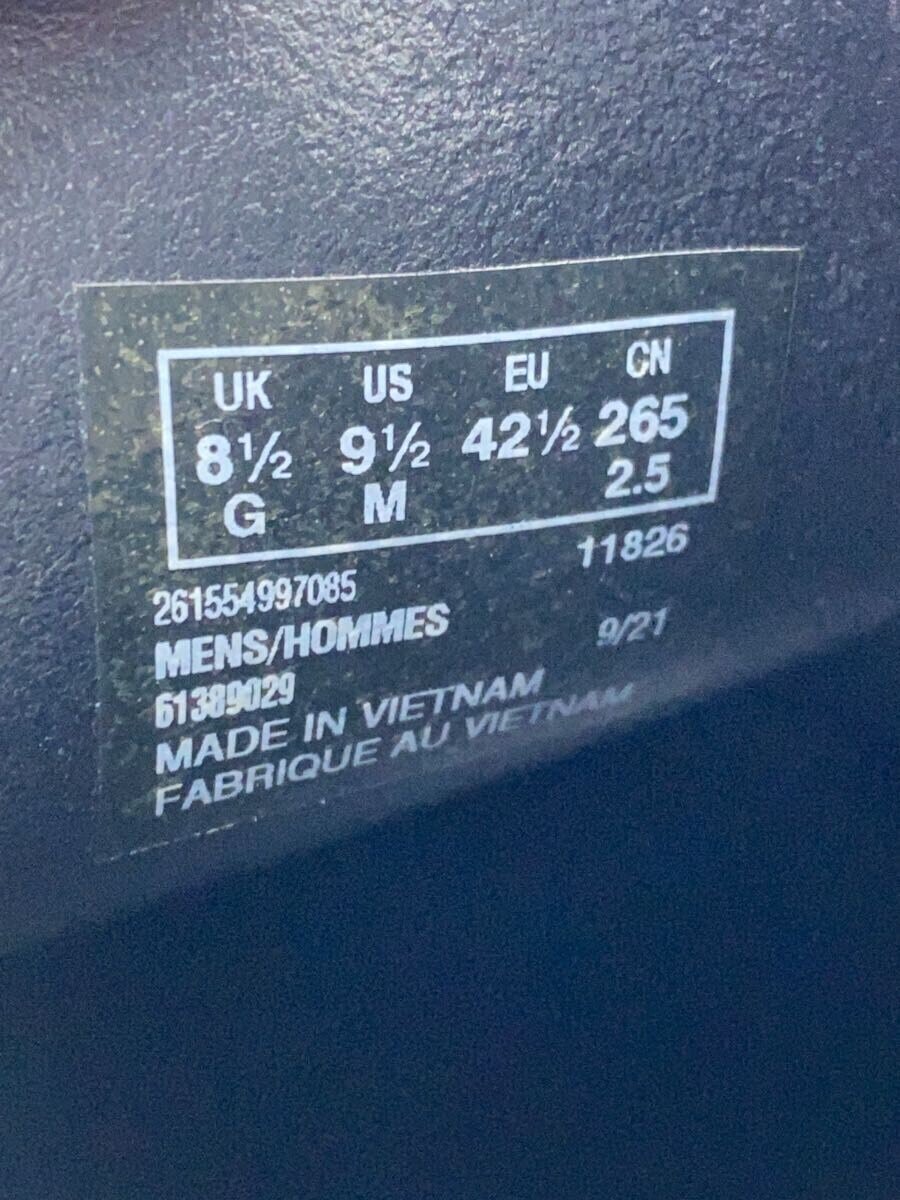 UK US EU CN
8½ 9½ 42½ 265
G M 2.5
11826
261554997085
MENS/HOMMES 9/21
61389029
MADE IN VIETNAM
FABRIQUE AU VIETNAM